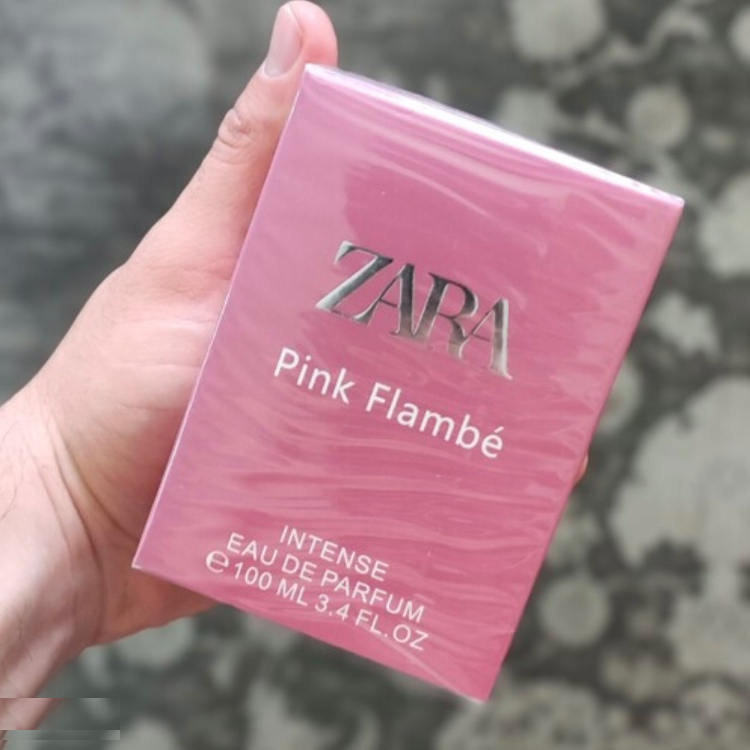 ZARA
Pink Flambé
INTENSE
EAU DE PARFUM
℮100 ML 3.4 FL.OZ